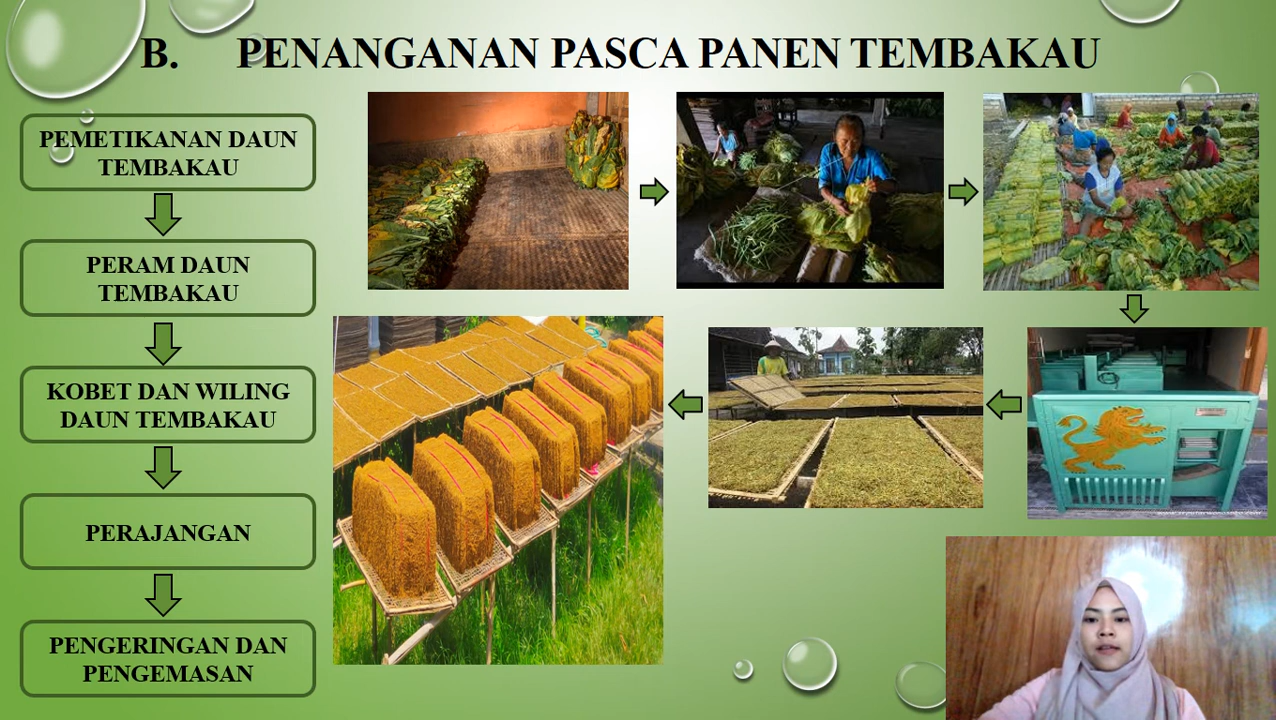 B. PENANGANAN PASCA PANEN TEMBAKAU
PEMETIKANAN DAUN
TEMBAKAU
PERAM DAUN
TEMBAKAU
KOBET DAN WILING
DAUN TEMBAKAU
PERAJANGAN
PENGERINGAN DAN
PENGEMASAN